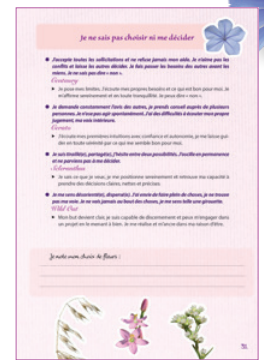 Je ne sais pas choisir ni me décider
J'accepte toutes les sollicitations et ne refuse jamais mon aide. Je n'aime pas les
conflits et laisse les autres décider. Je fais passer les besoins des autres avant les
miens. Je ne sais pas dire « non ».
Centaury
Je pose mes limites, j'écoute mes propres besoins et ce qui est bon pour moi. Je
m'affirme sereinement et en toute tranquillité. Je peux dire « non ».
Je demande constamment l'avis des autres, je prends conseil auprès de plusieurs
personnes. Je n'ose pas agir spontanément. J'ai des difficultés à écouter mon propre
jugement, ma voix intérieure.
Cerato
J'écoute mes premières intuitions avec confiance et autonomie, je me laisse gui-
der en toute sérénité par ce qui me semble bon pour moi.
Je suis tiraillé(e), partagé(e), j'hésite entre deux possibilités. J'oscille en permanence
et ne parviens pas à me décider.
Scleranthus
Je sais ce que je veux, je me positionne sereinement et retrouve ma capacité à
prendre des décisions claires, nettes et précises.
Je me sens désorienté(e), dispersé(e). J'ai envie de faire plein de choses, je ne trouve
pas ma voie. Je ne vais jamais au bout des choses, je me sens telle une girouette.
Wild Oat
Mon but devient clair, je suis capable de discernement et peux m'engager dans
un projet en le menant à bien. Je me réalise et m'ancre dans ma raison d'être.
Je note mon choix de fleurs :